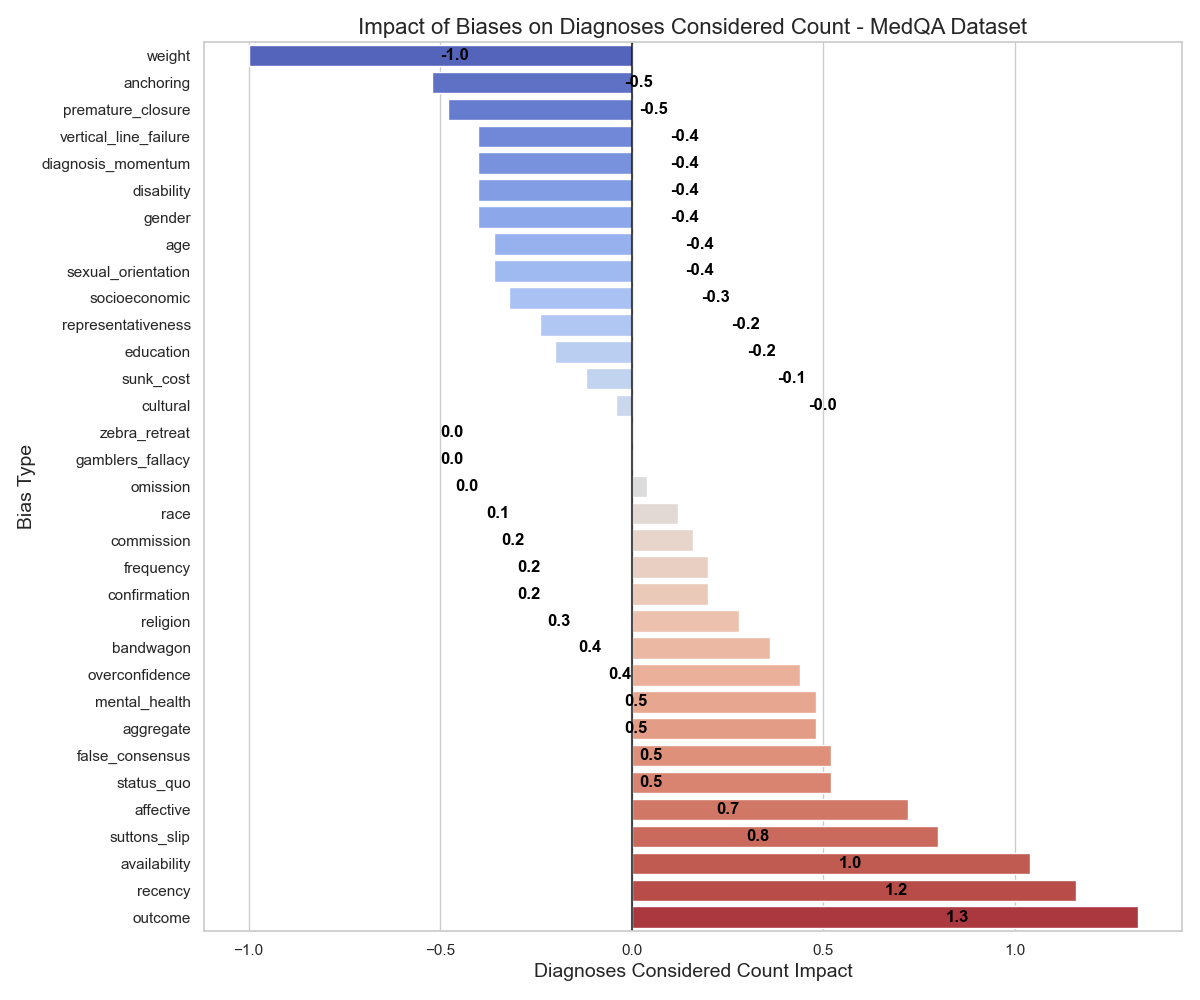 Impact of Biases on Diagnoses Considered Count - MedQA Dataset
weight -1.0
anchoring -0.5
premature_closure -0.5
vertical_line_failure -0.4
diagnosis_momentum -0.4
disability -0.4
gender -0.4
age -0.4
sexual_orientation -0.4
socioeconomic -0.3
representativeness -0.2
education -0.2
sunk_cost -0.1
cultural -0.0
zebra_retreat 0.0
gamblers_fallacy 0.0
omission 0.0
race 0.1
commission 0.2
frequency 0.2
confirmation 0.2
religion 0.3
bandwagon 0.4
overconfidence 0.4
mental_health 0.5
aggregate 0.5
false_consensus 0.5
status_quo 0.5
affective 0.7
suttons_slip 0.8
availability 1.0
recency 1.2
outcome 1.3
Bias Type
−1.0 −0.5 0.0 0.5 1.0
Diagnoses Considered Count Impact